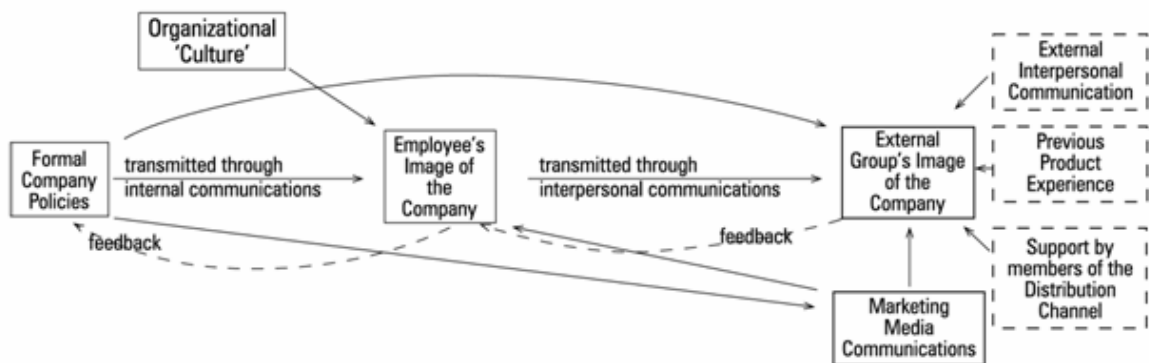 Organizational
'Culture'
External
Interpersonal
Communication
Formal
Company
Policies
transmitted through
internal communications
Employee's
Image of
the
Company
transmitted through
interpersonal communications
External
Group's Image
of the
Company
Previous
Product
Experience
feedback
feedback
Support by
members of the
Distribution
Channel
Marketing
Media
Communications